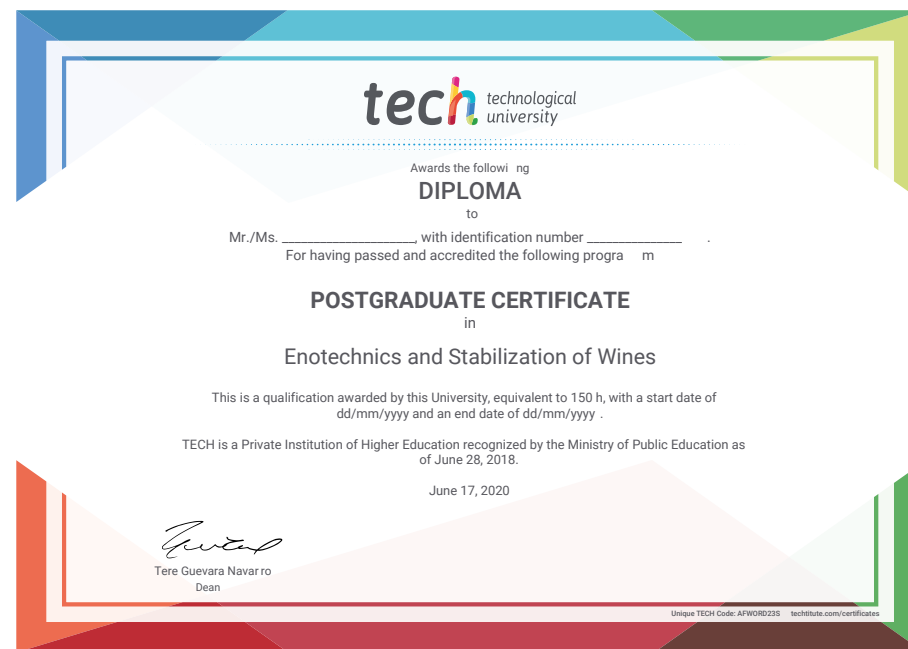 tech technological
university
Awards the followi ng
DIPLOMA
to
Mr./Ms. ____________________, with identification number ______________ .
For having passed and accredited the following progra m
POSTGRADUATE CERTIFICATE
in
Enotechnics and Stabilization of Wines
This is a qualification awarded by this University, equivalent to 150 h, with a start date of
dd/mm/yyyy and an end date of dd/mm/yyyy .
TECH is a Private Institution of Higher Education recognized by the Ministry of Public Education as
of June 28, 2018.
June 17, 2020
Tere Guevara Navar ro
Dean
Unique TECH Code: AFWORD23S techtitute.com/certificates